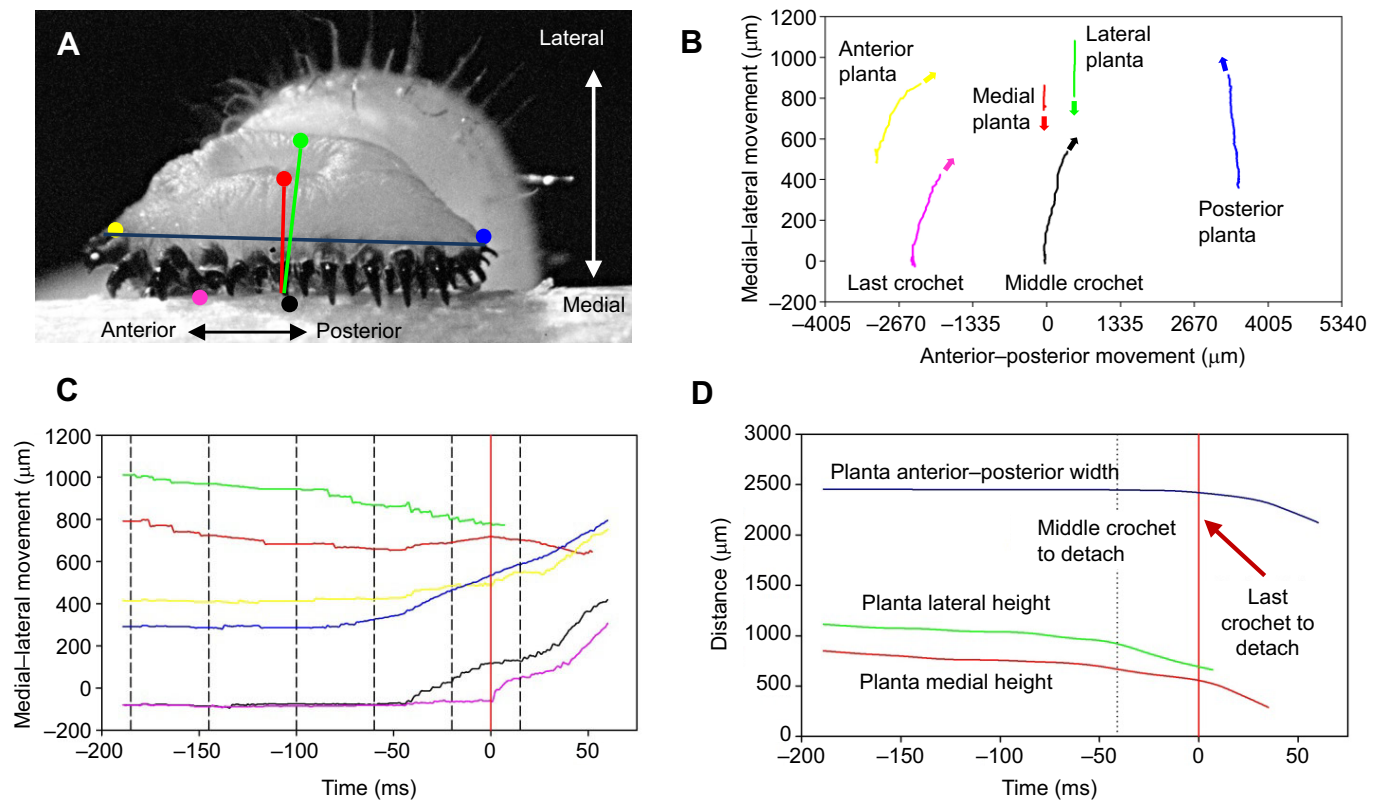 A
Lateral
Medial
Anterior
Posterior
B
Medial–lateral movement (μm)
1200
1000
800
600
400
200
0
–200
Anterior
planta
Medial
planta
Lateral
planta
Posterior
planta
Last crochet
Middle crochet
–4005
–2670
–1335
0
1335
2670
4005
5340
Anterior–posterior movement (μm)
C
Medial–lateral movement (μm)
1200
1000
800
600
400
200
0
–200
–200
–150
–100
–50
0
50
Time (ms)
D
Distance (μm)
3000
2500
2000
1500
1000
500
0
Planta anterior–posterior width
Middle crochet
to detach
Last
crochet to
detach
Planta lateral height
Planta medial height
–200
–150
–100
–50
0
50
Time (ms)